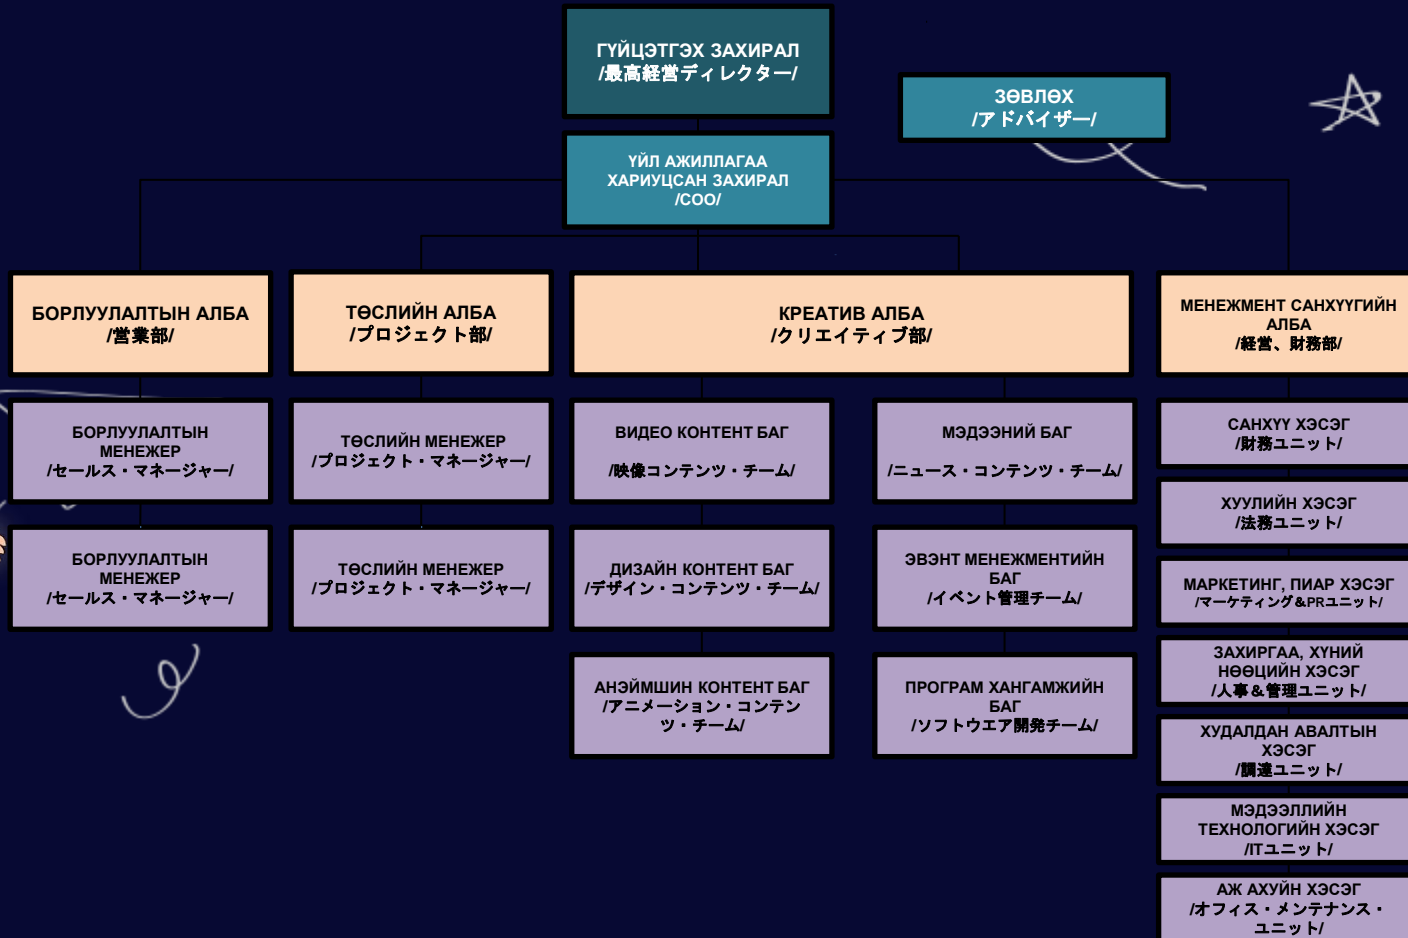 ГҮЙЦЭТГЭХ ЗАХИРАЛ
/最高経営ディレクター/
ЗӨВЛӨХ
/アドバイザー/
ҮЙЛ АЖИЛЛАГАА
ХАРИУЦСАН ЗАХИРАЛ
/COO/
БОРЛУУЛАЛТЫН АЛБА
/営業部/
ТӨСЛИЙН АЛБА
/プロジェクト部/
КРЕАТИВ АЛБА
/クリエイティブ部/
МЕНЕЖМЕНТ САНХҮҮГИЙН
АЛБА
/経営、財務部/
БОРЛУУЛАЛТЫН
МЕНЕЖЕР
/セールス・マネージャー/
БОРЛУУЛАЛТЫН
МЕНЕЖЕР
/セールス・マネージャー/
ТӨСЛИЙН МЕНЕЖЕР
/プロジェクト・マネージャー/
ТӨСЛИЙН МЕНЕЖЕР
/プロジェクト・マネージャー/
ВИДЕО КОНТЕНТ БАГ
/映像コンテンツ・チーム/
ДИЗАЙН КОНТЕНТ БАГ
/デザイン・コンテンツ・チーム/
АНЭЙМШИН КОНТЕНТ БАГ
/アニメーション・コンテン
ツ・チーム/
МЭДЭЭНИЙ БАГ
/ニュース・コンテンツ・チーム/
ЭВЭНТ МЕНЕЖМЕНТИЙН
БАГ
/イベント管理チーム/
ПРОГРАМ ХАНГАМЖИЙН
БАГ
/ソフトウエア開発チーム/
САНХҮҮ ХЭСЭГ
/財務ユニット/
ХУУЛИЙН ХЭСЭГ
/法務ユニット/
МАРКЕТИНГ, ПИАР ХЭСЭГ
/マーケティング&PRユニット/
ЗАХИРГАА, ХҮНИЙ
НӨӨЦИЙН ХЭСЭГ
/人事&管理ユニット/
ХУДАЛДАН АВАЛТЫН
ХЭСЭГ
/調達ユニット/
МЭДЭЭЛЛИЙН
ТЕХНОЛОГИЙН ХЭСЭГ
/ITユニット/
АЖ АХУЙН ХЭСЭГ
/オフィス・メンテナンス・
ユニット/